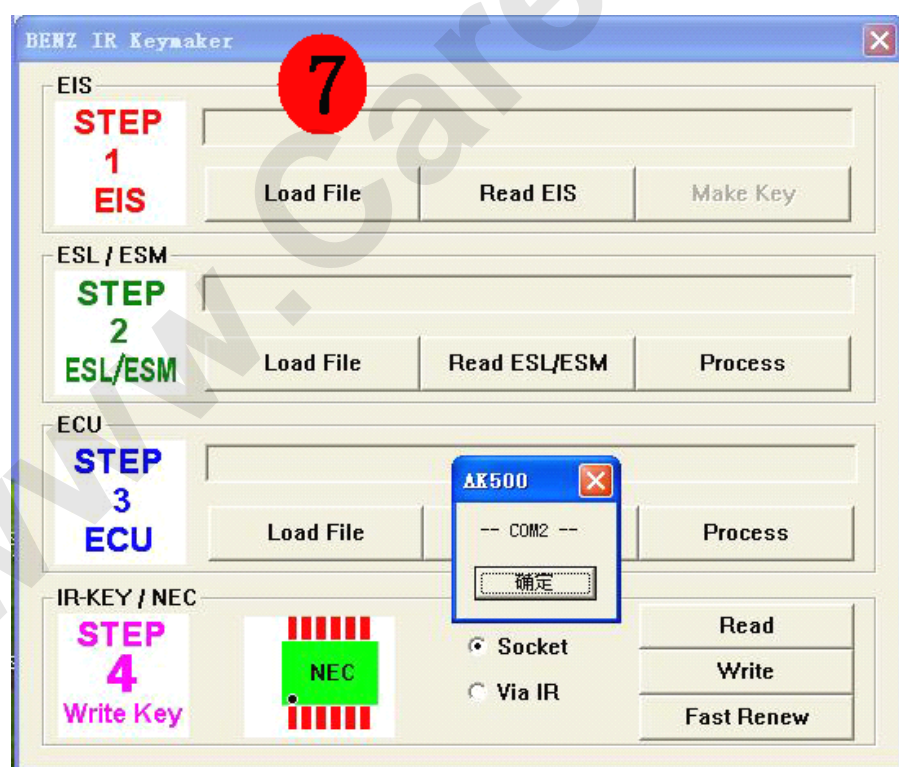 BENZ IR Keymaker
7
EIS
STEP
1
EIS
Load File
Read EIS
Make Key
ESL / ESM
STEP
2
ESL/ESM
Load File
Read ESL/ESM
Process
ECU
STEP
3
ECU
Load File
Process
AK500
-- COM2 --
确定
IR-KEY / NEC
STEP
4
Write Key
NEC
Socket
Via IR
Read
Write
Fast Renew